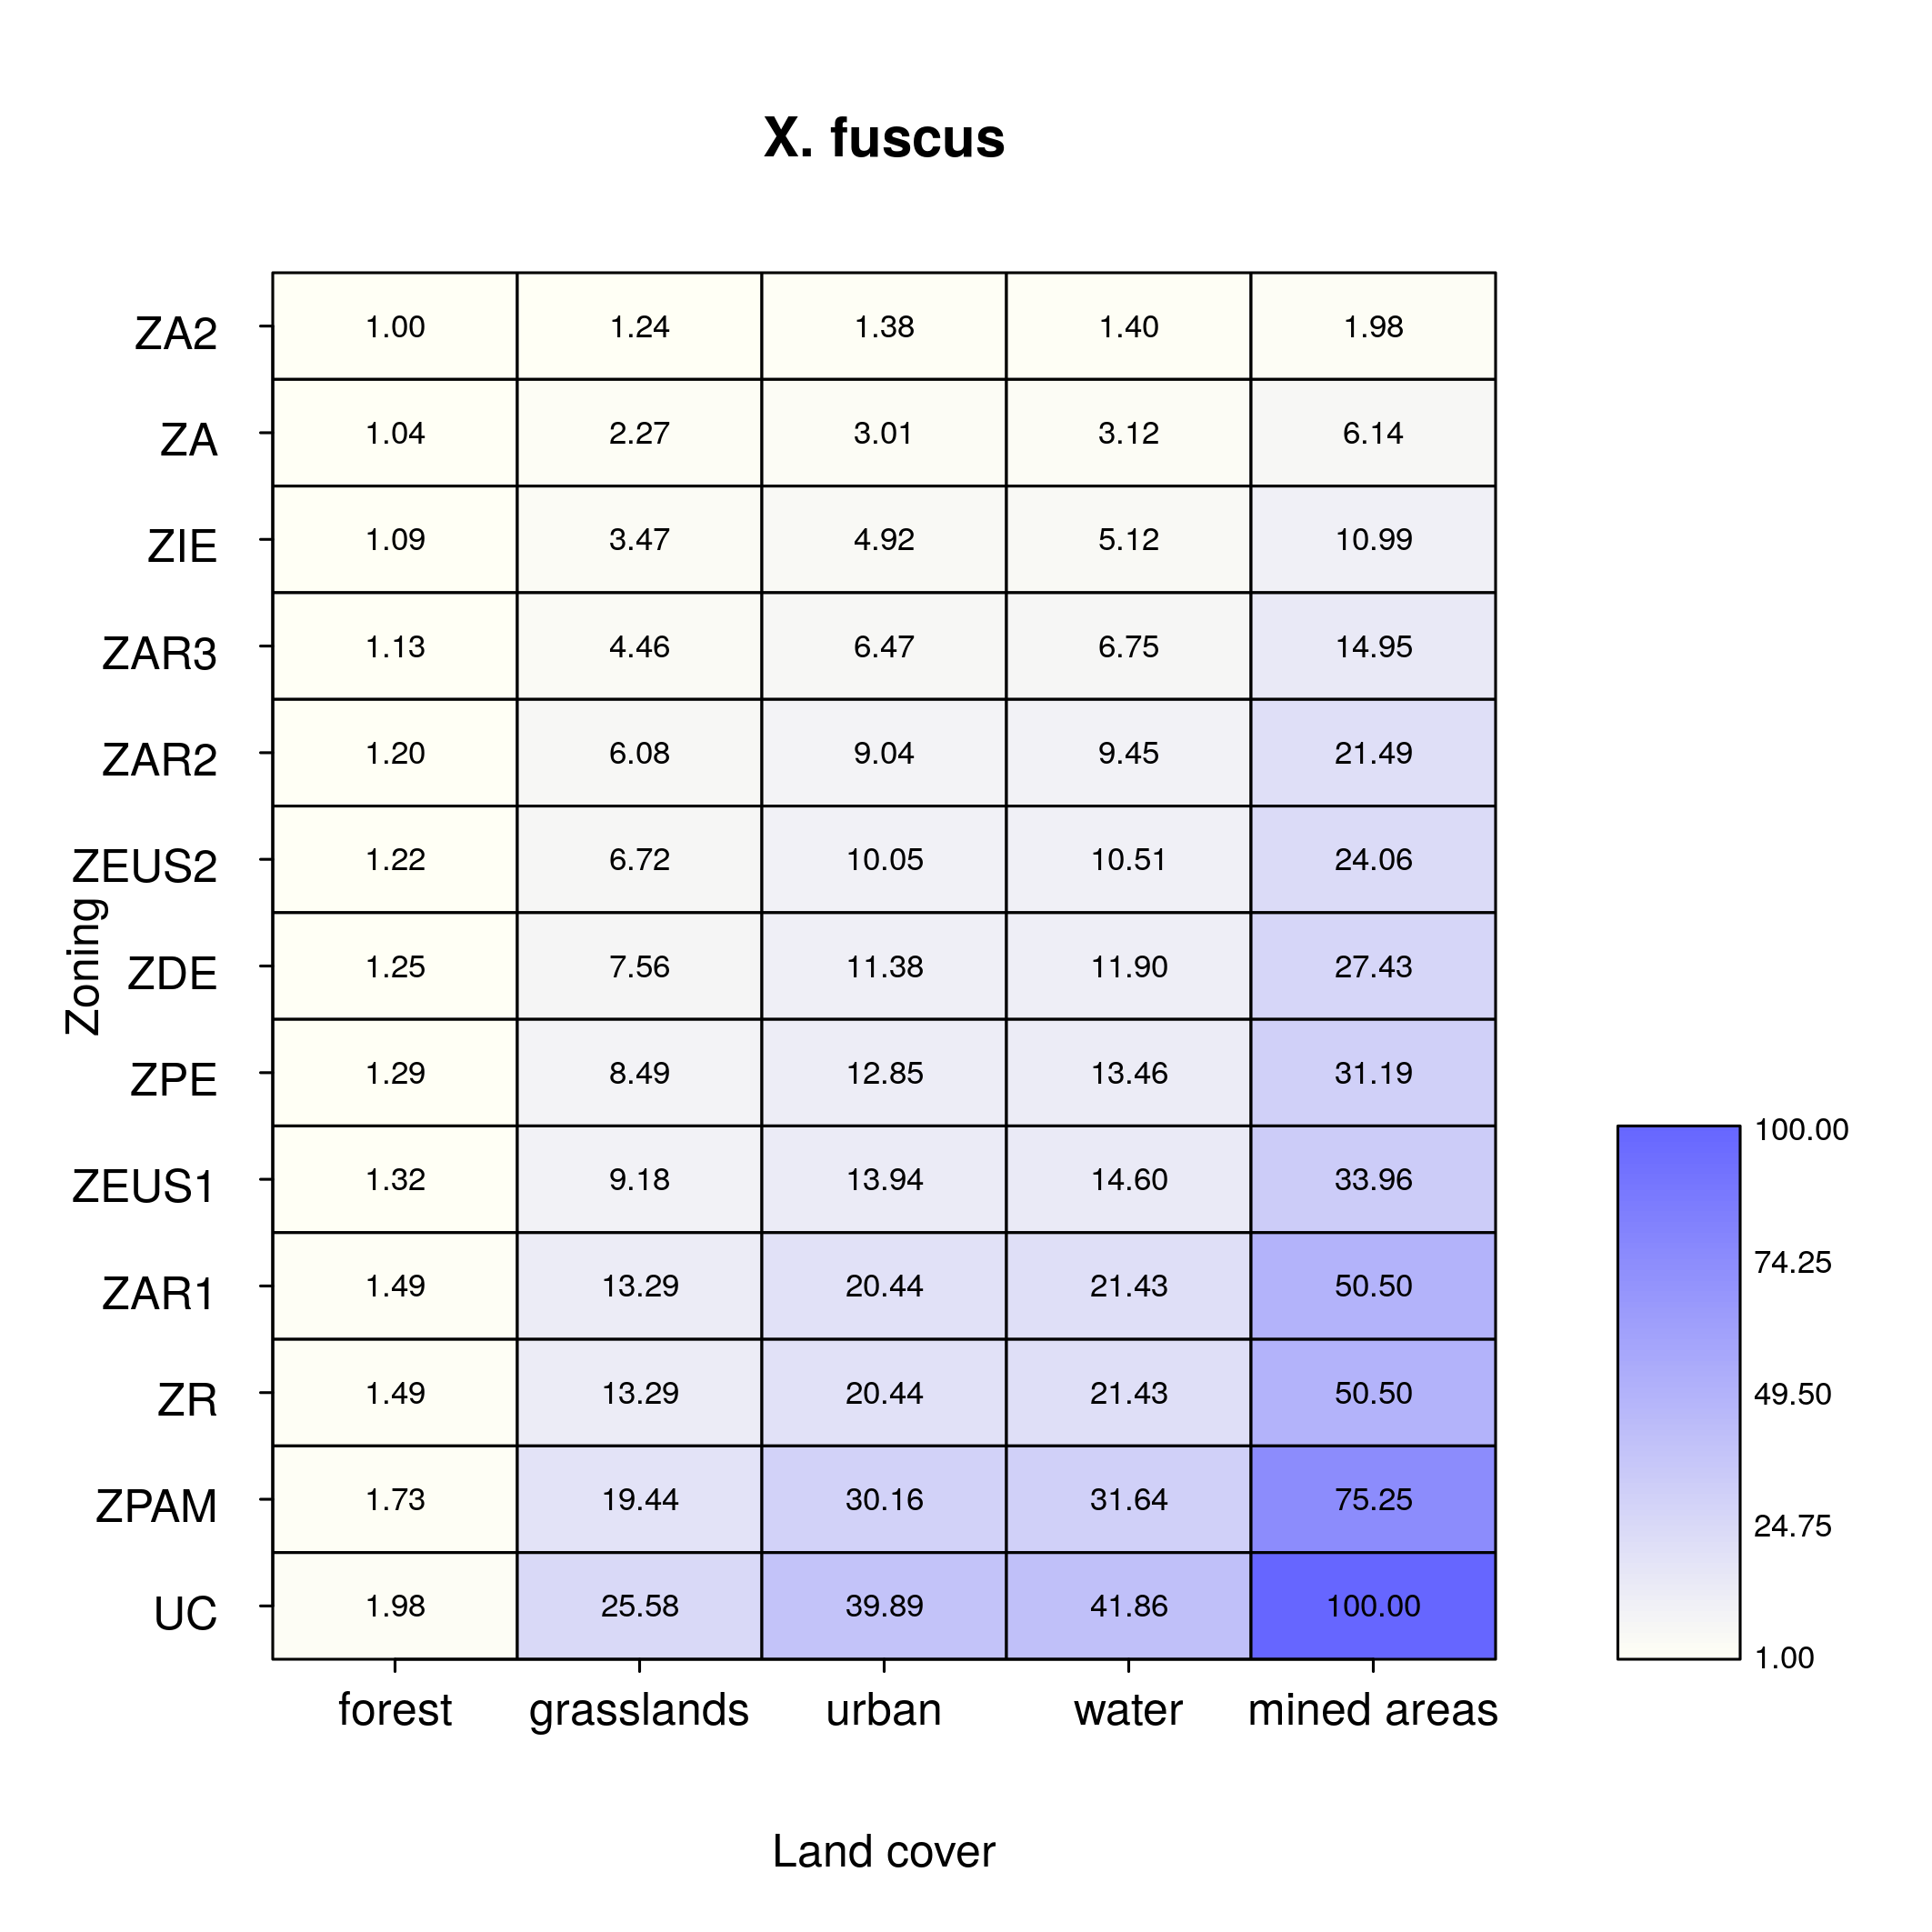 X. fuscus
ZA2 1.00 1.24 1.38 1.40 1.98
ZA 1.04 2.27 3.01 3.12 6.14
ZIE 1.09 3.47 4.92 5.12 10.99
ZAR3 1.13 4.46 6.47 6.75 14.95
ZAR2 1.20 6.08 9.04 9.45 21.49
ZEUS2 1.22 6.72 10.05 10.51 24.06
ZDE 1.25 7.56 11.38 11.90 27.43
ZPE 1.29 8.49 12.85 13.46 31.19
ZEUS1 1.32 9.18 13.94 14.60 33.96
ZAR1 1.49 13.29 20.44 21.43 50.50
ZR 1.49 13.29 20.44 21.43 50.50
ZPAM 1.73 19.44 30.16 31.64 75.25
UC 1.98 25.58 39.89 41.86 100.00
forest grasslands urban water mined areas
Land cover
Zoning
100.00
74.25
49.50
24.75
1.00